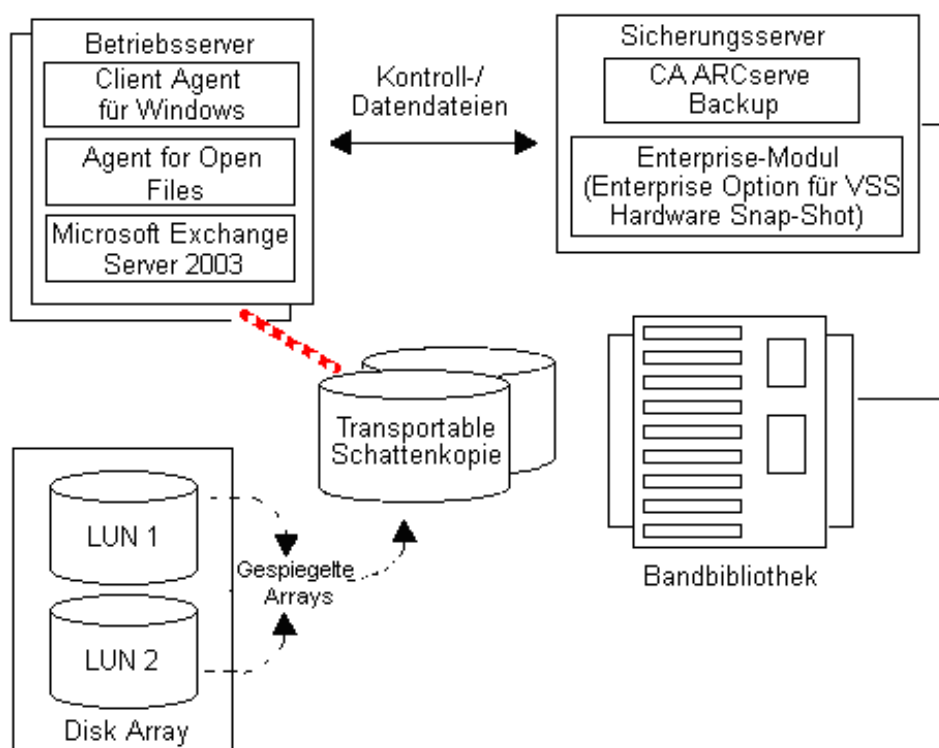 Betriebsserver
Client Agent
für Windows
Agent for Open
Files
Microsoft Exchange
Server 2003
Kontroll-/
Datendateien
Sicherungsserver
CA ARCserve
Backup
Enterprise-Modul
(Enterprise Option für VSS
Hardware Snap-Shot)
Transportable
Schattenkopie
LUN 1
LUN 2
Disk Array
Gespiegelte
Arrays
Bandbibliothek